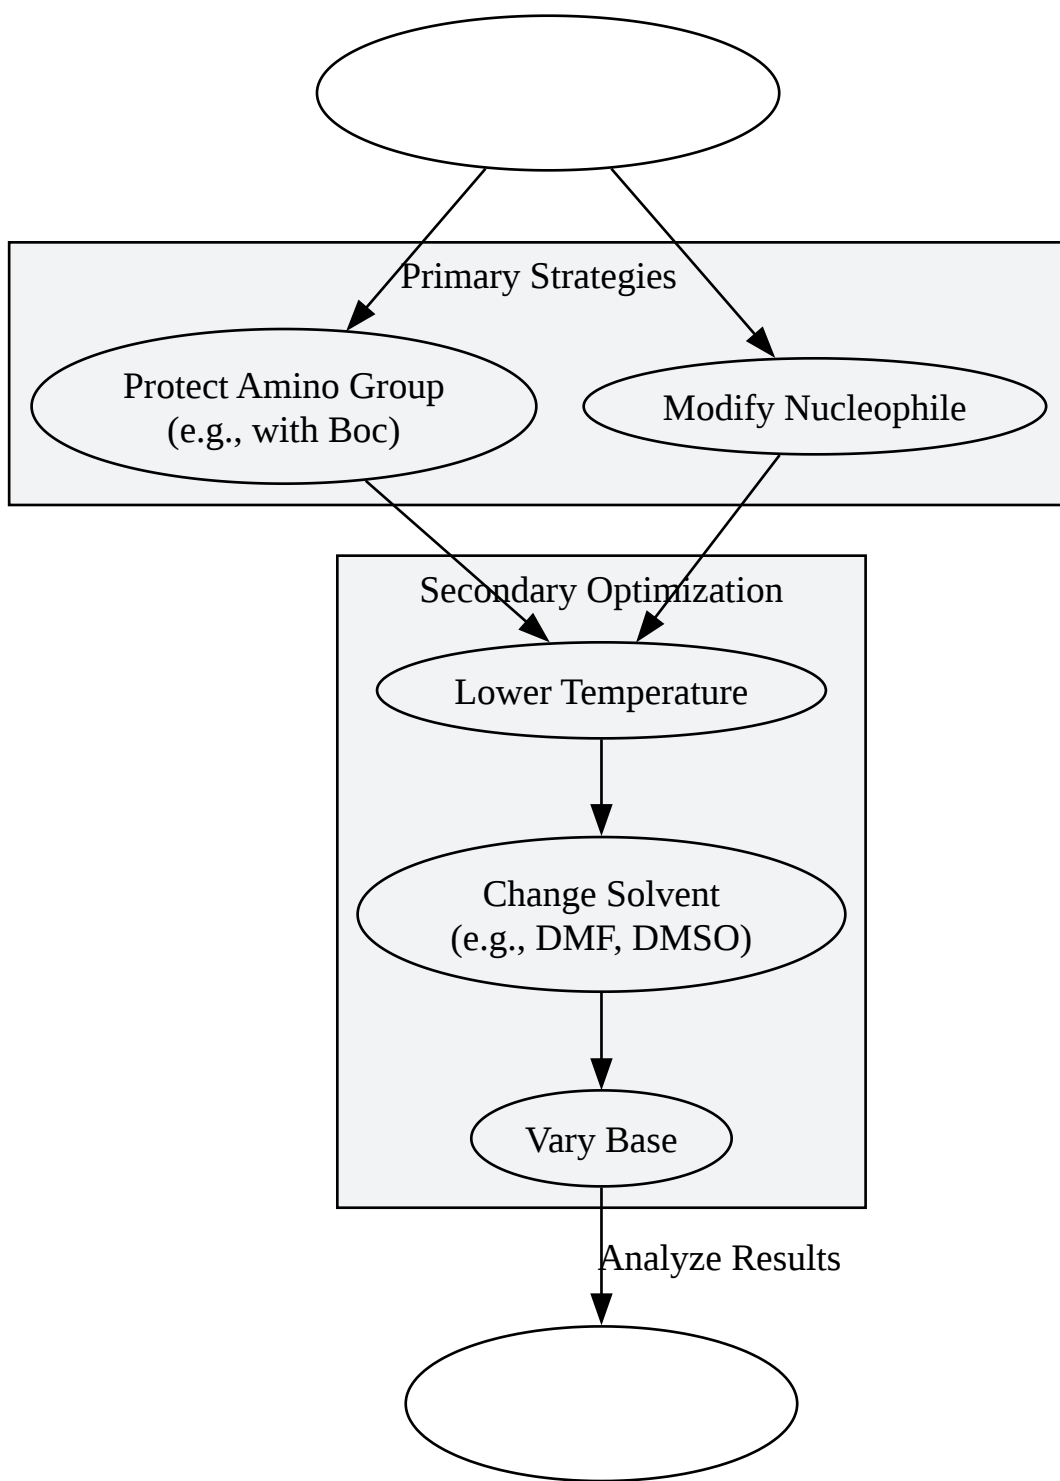 Primary Strategies
Protect Amino Group
(e.g., with Boc)
Modify Nucleophile
Secondary Optimization
Lower Temperature
Change Solvent
(e.g., DMF, DMSO)
Vary Base
Analyze Results